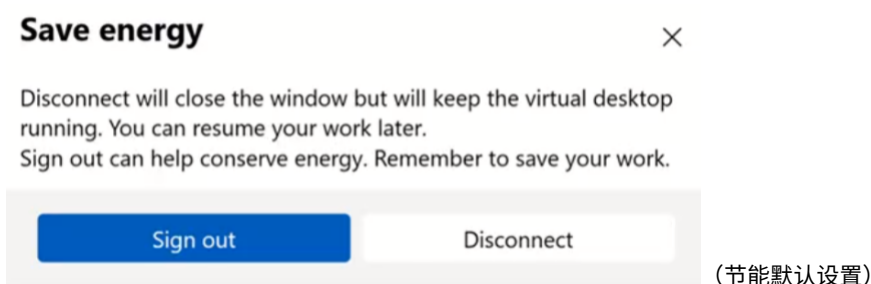 Save energy
Disconnect will close the window but will keep the virtual desktop
running. You can resume your work later.
Sign out can help conserve energy. Remember to save your work.
Sign out
Disconnect
（节能默认设置）